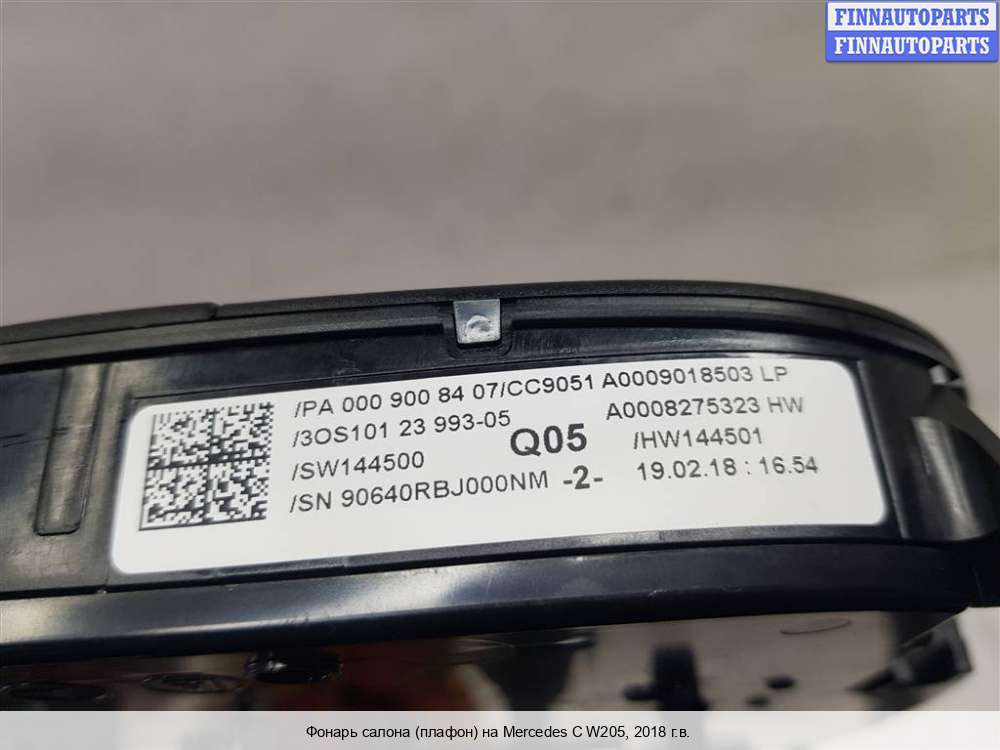 FINNAUTOPARTS
FINNAUTOPARTS
/PA 000 900 84 07/CC9051 A0009018503 LP
/3OS101 23 993-05 Q05 A0008275323 HW
/SW144500 /HW144501
/SN 90640RBJ000NM -2- 19.02.18 : 16.54
Фонарь салона (плафон) на Mercedes C W205, 2018 г.в.